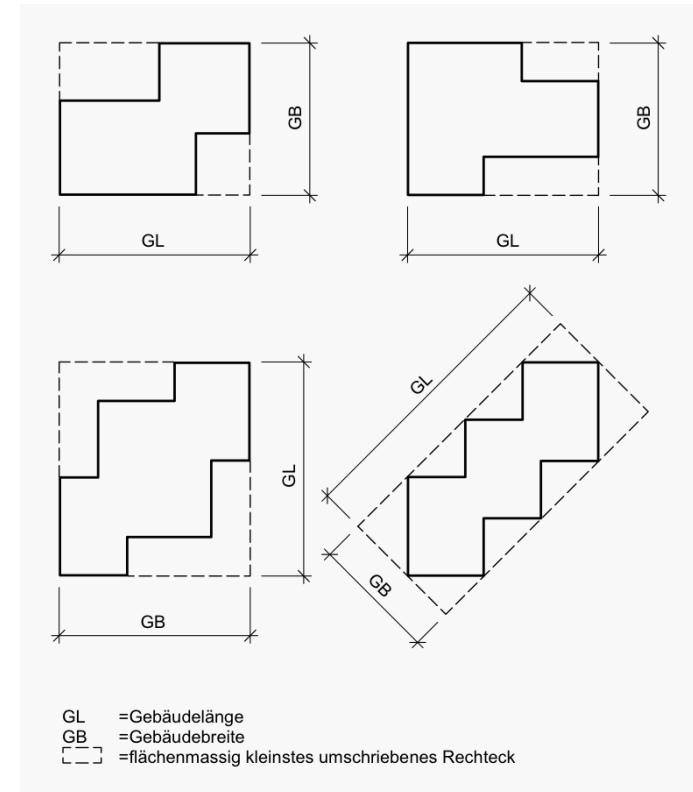 GB
GB
GL
GL
GL
GL
GB
GB
GL =Gebäudelänge
GB =Gebäudebreite
=flächenmassig kleinstes umschriebenes Rechteck